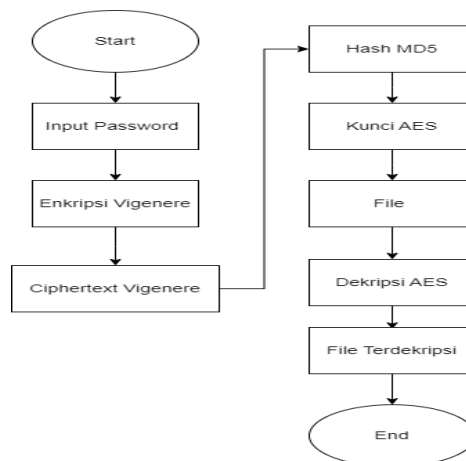 Start
Input Password
Enkripsi Vigenere
Ciphertext Vigenere
Hash MD5
Kunci AES
File
Dekripsi AES
File Terdekripsi
End